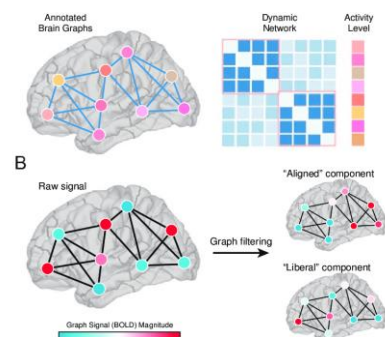 Annotated
Brain Graphs
Dynamic
Network
Activity
Level
B
Raw signal
Graph filtering
"Aligned" component
"Liberal" component
Graph Signal (BOLD) Magnitude